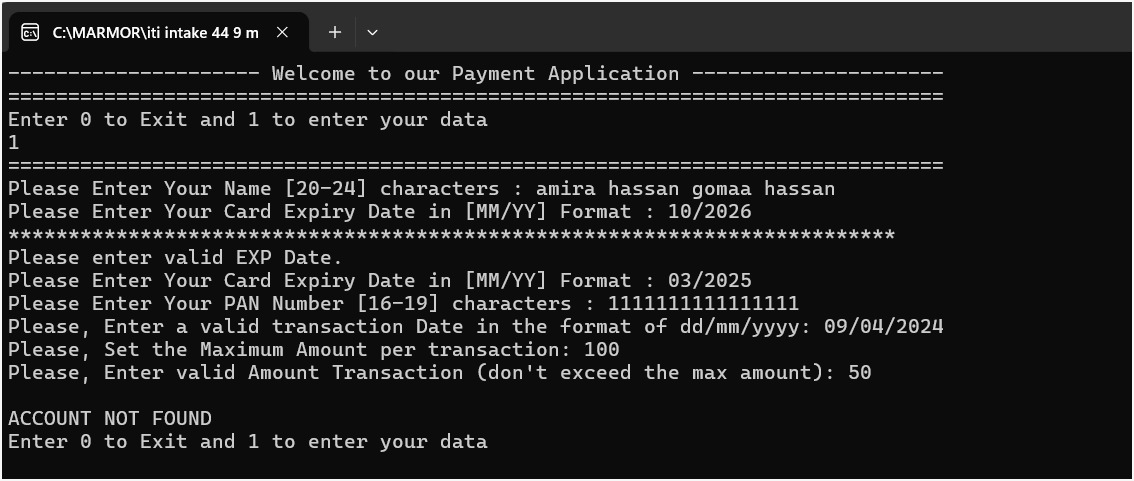 C:\MARMOR\iti intake 44 9 m
-------------------- Welcome to our Payment Application ---------------------
==============================================================================
Enter 0 to Exit and 1 to enter your data
1
==============================================================================
Please Enter Your Name [20-24] characters : amira hassan gomaa hassan
Please Enter Your Card Expiry Date in [MM/YY] Format : 10/2026
**************************************************************************
Please enter valid EXP Date.
Please Enter Your Card Expiry Date in [MM/YY] Format : 03/2025
Please Enter Your PAN Number [16-19] characters : 1111111111111111
Please, Enter a valid transaction Date in the format of dd/mm/yyyy: 09/04/2024
Please, Set the Maximum Amount per transaction: 100
Please, Enter valid Amount Transaction (don't exceed the max amount): 50
ACCOUNT NOT FOUND
Enter 0 to Exit and 1 to enter your data